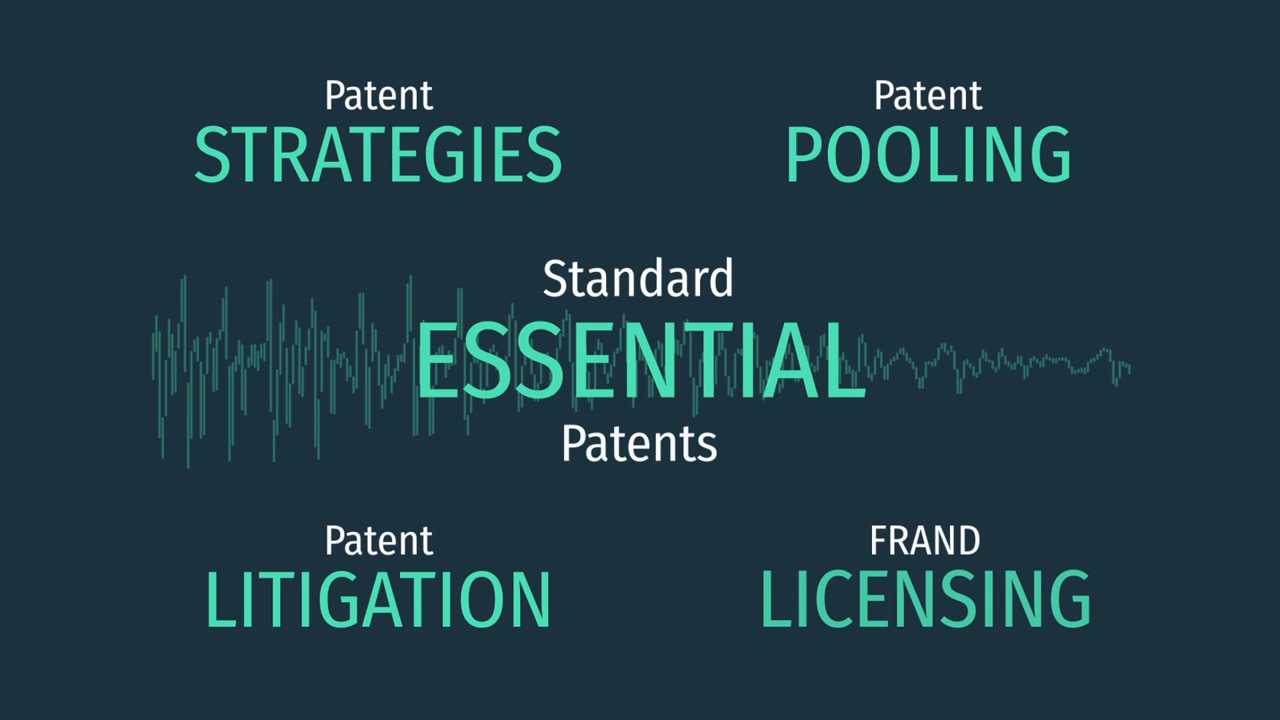 Patent
STRATEGIES
Patent
POOLING
Standard
ESSENTIAL
Patents
Patent
LITIGATION
FRAND
LICENSING